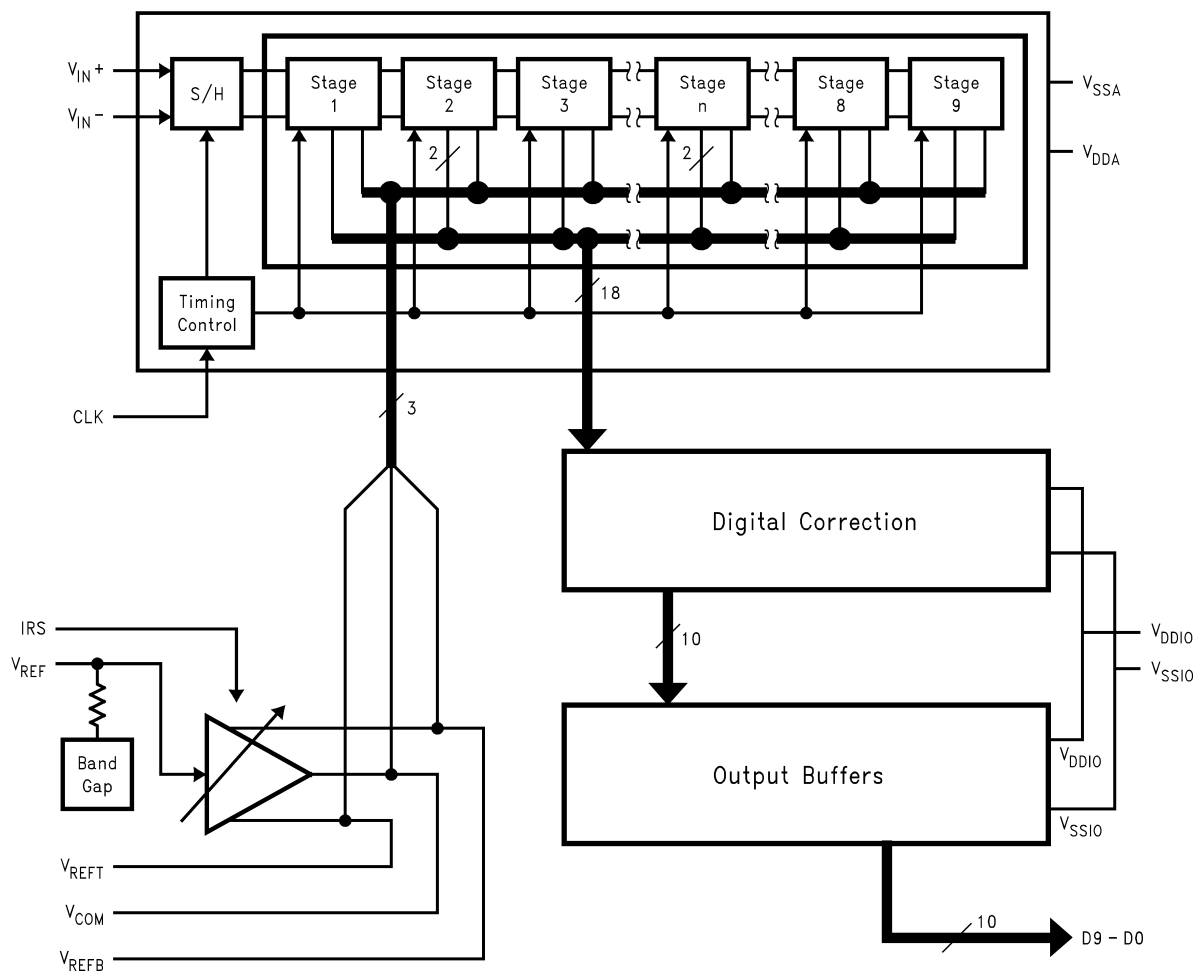 V_IN+
V_IN-
S/H
Stage
1
Stage
2
Stage
3
Stage
n
Stage
8
Stage
9
V_SSA
V_DDA
2
2
Timing
Control
18
CLK
3
Digital Correction
IRS
V_REF
10
V_DDIO
V_SSIO
Band
Gap
Output Buffers
V_DDIO
V_SSIO
V_REFT
V_COM
V_REFB
10
D9 - D0